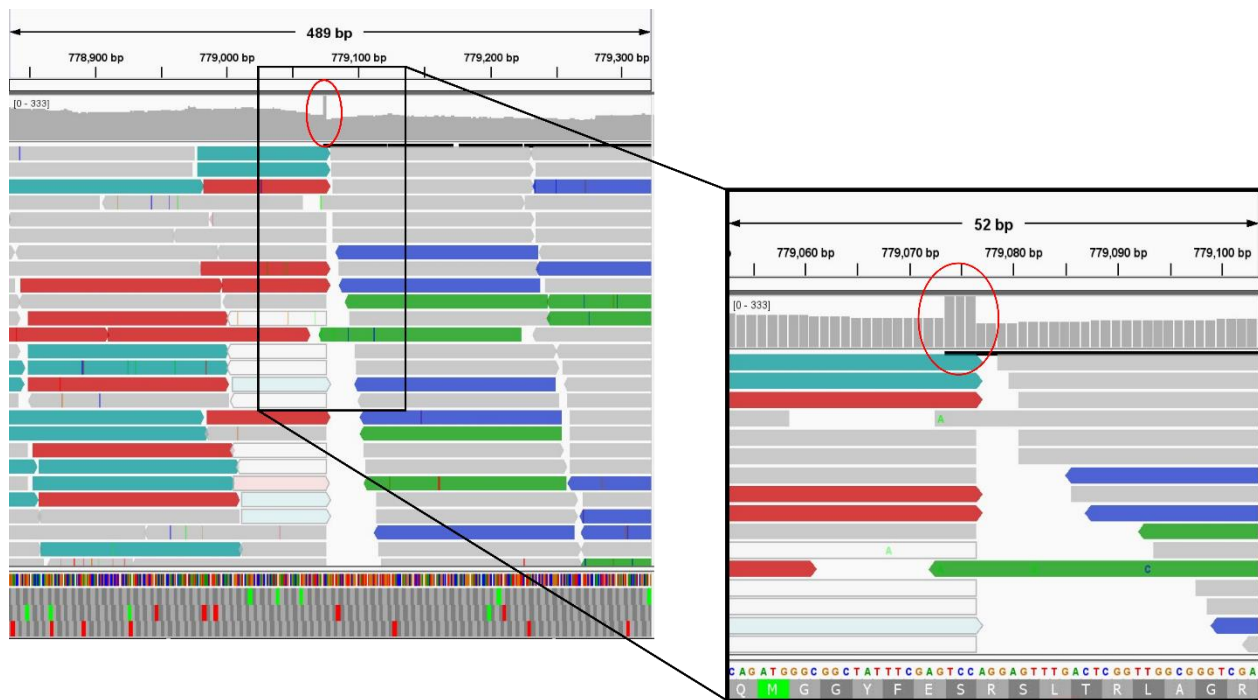 489 bp
778,900 bp 779,000 bp 779,100 bp 779,200 bp 779,300 bp
[0 - 333]
52 bp
779,060 bp 779,070 bp 779,080 bp 779,090 bp 779,100 bp
[0 - 333]
A
A
C
CAGATGGGCGGCTATTTCGAGTCCAGGAGTTTGACTCGGTTGGCGGGTCGA
Q M G G Y F E S R S L T R L A G R